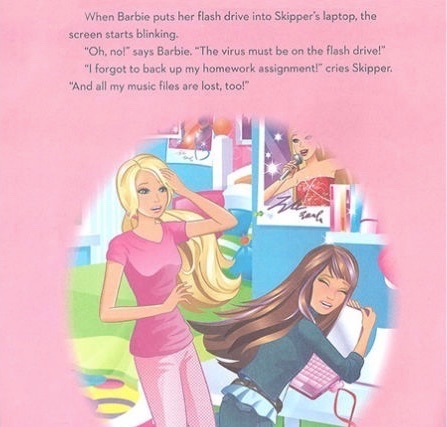 When Barbie puts her flash drive into Skipper's laptop, the
screen starts blinking.
"Oh, no!" says Barbie. "The virus must be on the flash drive!"
"I forgot to back up my homework assignment!" cries Skipper.
"And all my music files are lost, too!"